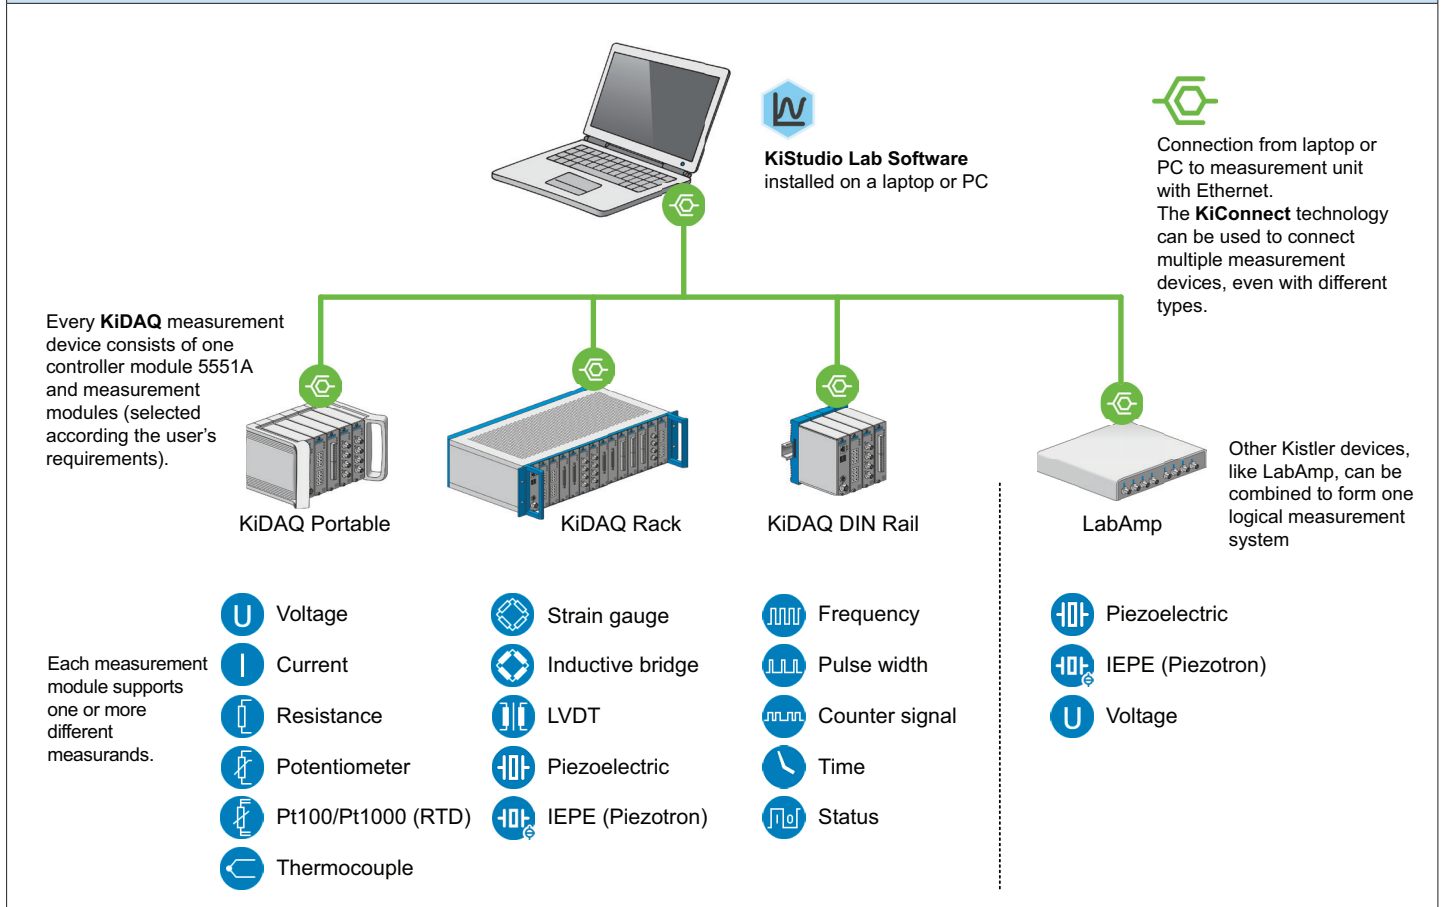 KiStudio Lab Software
installed on a laptop or PC
Connection from laptop or
PC to measurement unit
with Ethernet.
The KiConnect technology
can be used to connect
multiple measurement
devices, even with different
types.
Every KiDAQ measurement
device consists of one
controller module 5551A
and measurement
modules (selected
according the user's
requirements).
KiDAQ Portable
KiDAQ Rack
KiDAQ DIN Rail
LabAmp
Other Kistler devices,
like LabAmp, can be
combined to form one
logical measurement
system
Each measurement
module supports
one or more
different
measurands.
U Voltage
Current
Resistance
Potentiometer
Pt100/Pt1000 (RTD)
Thermocouple
Strain gauge
Inductive bridge
LVDT
Piezoelectric
IEPE (Piezotron)
Frequency
Pulse width
Counter signal
Time
Status
Piezoelectric
IEPE (Piezotron)
U Voltage